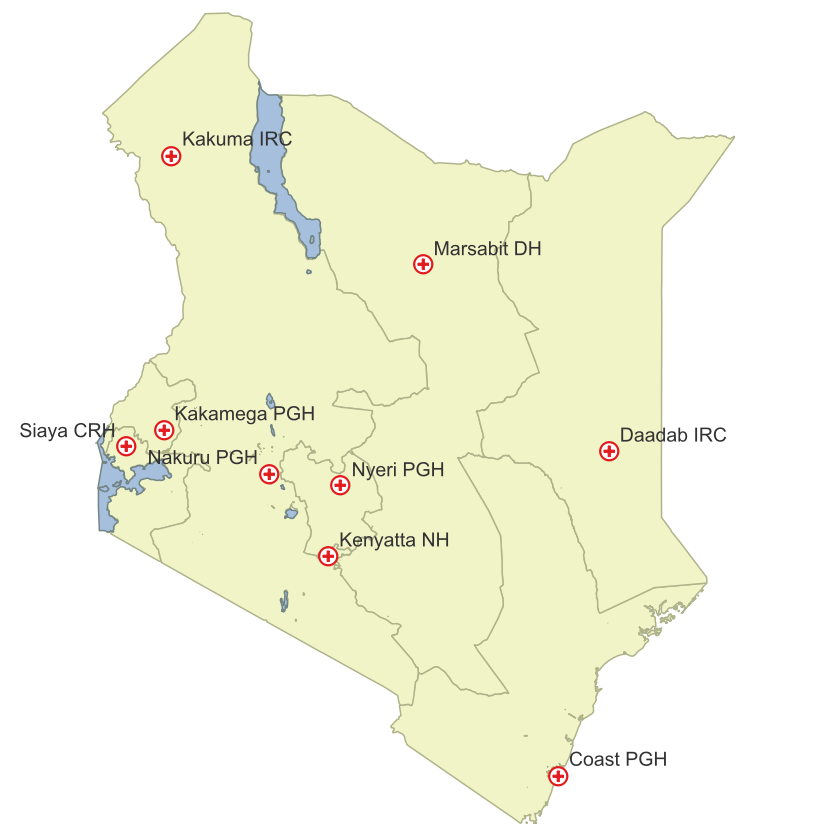 Kakuma IRC
Marsabit DH
Kakamega PGH
Siaya CRH
Daadab IRC
Nakuru PGH
Nyeri PGH
Kenyatta NH
Coast PGH